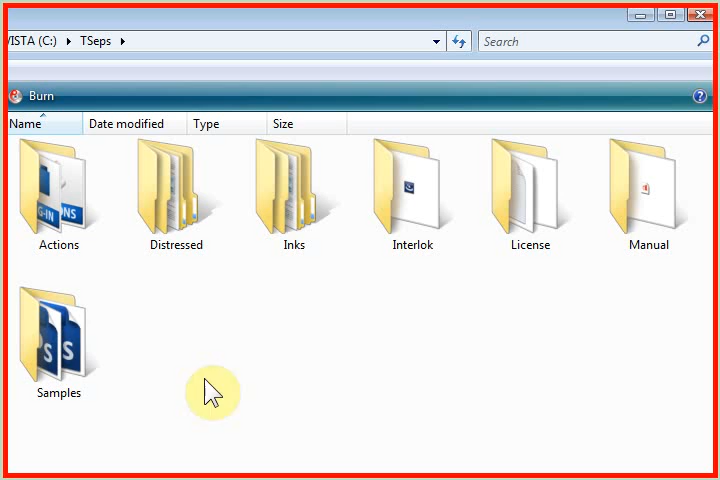 VISTA (C:) TSeps Search
Burn
Name Date modified Type Size
Actions Distressed Inks Interlok License Manual
Samples